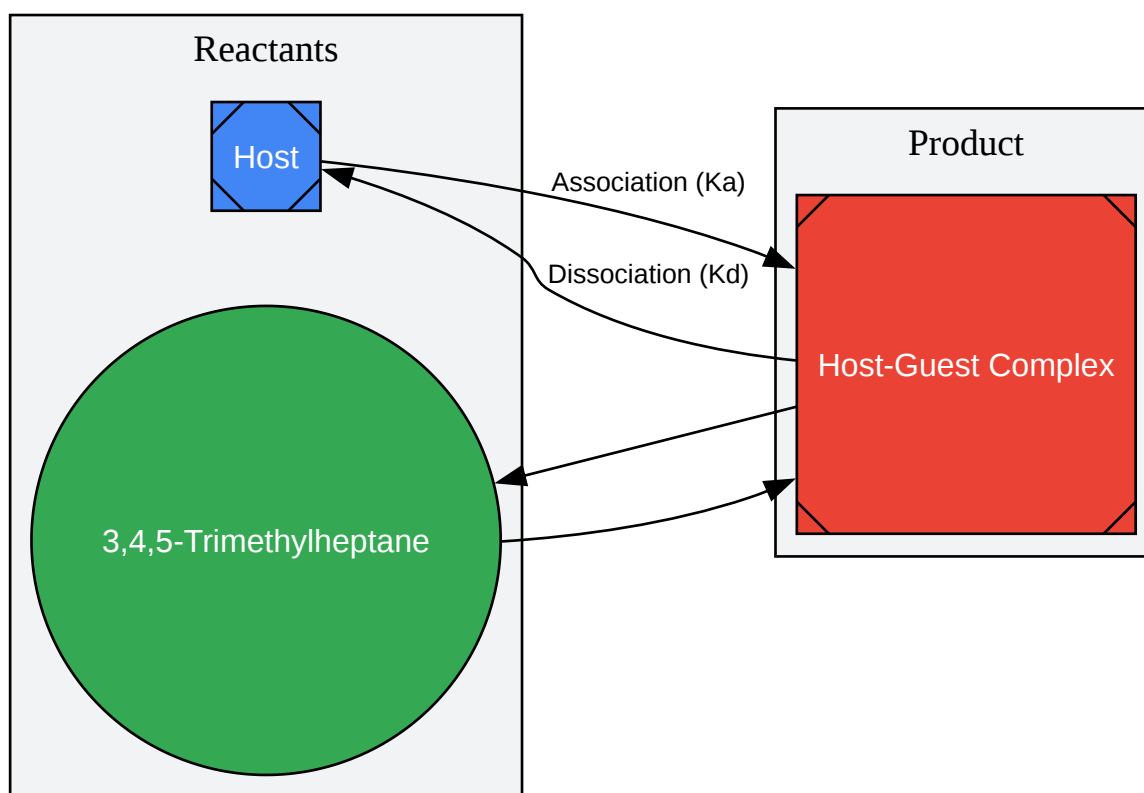 Reactants
Host
Association (Ka)
Product
Dissociation (Kd)
Host-Guest Complex
3,4,5-Trimethylheptane